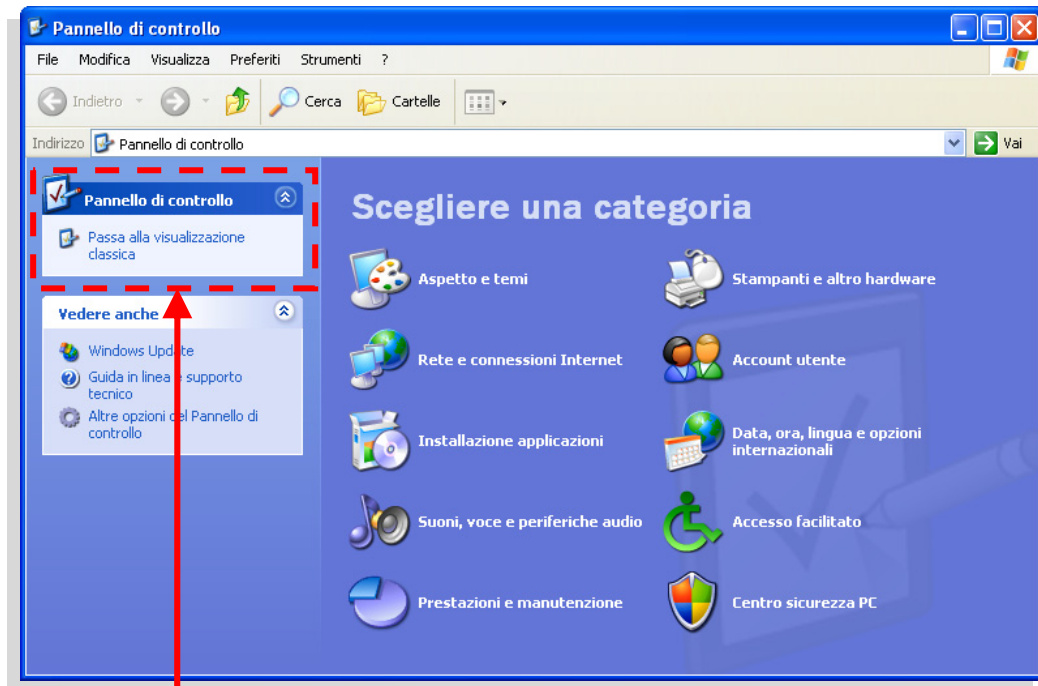 Pannello di controllo
File Modifica Visualizza Preferiti Strumenti ?
Indietro Cerca Cartelle
Indirizzo Pannello di controllo Vai
Pannello di controllo
Passa alla visualizzazione
classica
Vedere anche
Windows Update
Guida in linea e supporto
tecnico
Altre opzioni del Pannello di
controllo
Scegliere una categoria
Aspetto e temi
Stampanti e altro hardware
Rete e connessioni Internet
Account utente
Installazione applicazioni
Data, ora, lingua e opzioni
internazionali
Suoni, voce e periferiche audio
Accesso facilitato
Prestazioni e manutenzione
Centro sicurezza PC